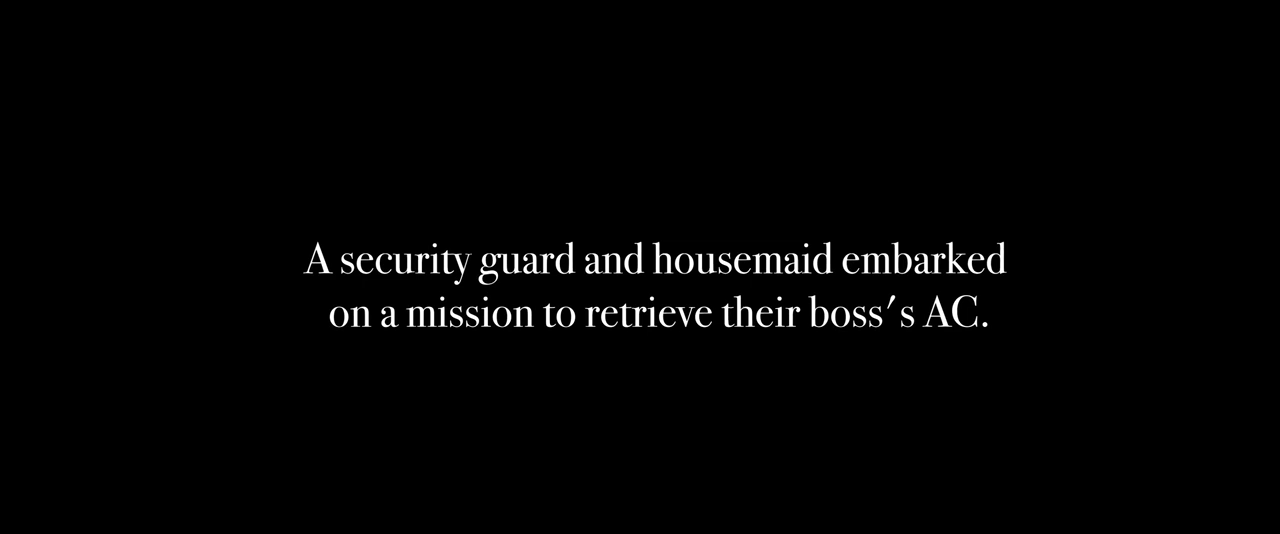 A security guard and housemaid embarked
on a mission to retrieve their boss's AC.